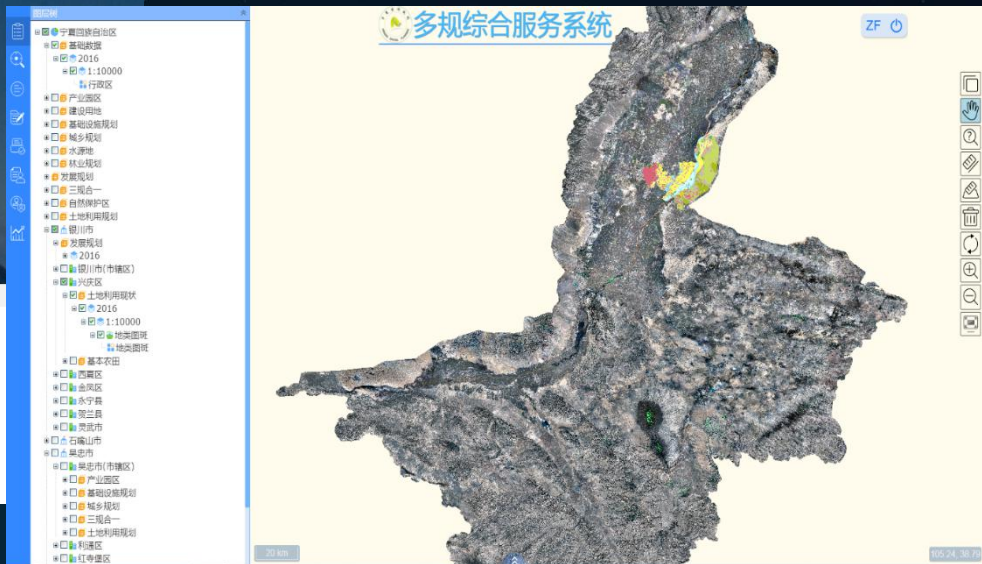 图层树
宁夏回族自治区
基础数据
2016
1:10000
行政区
产业园区
建设用地
基础设施规划
城乡规划
水源地
林业规划
发展规划
三规合一
自然保护区
土地利用规划
银川市
发展规划
2016
银川市(市辖区)
兴庆区
土地利用现状
2016
1:10000
地类图斑
地类图斑
基本农田
西夏区
金凤区
永宁县
贺兰县
灵武市
石嘴山市
吴忠市
吴忠市(市辖区)
产业园区
基础设施规划
城乡规划
三规合一
土地利用规划
利通区
红寺堡区
多规综合服务系统
ZF
20 km
105.24, 38.79